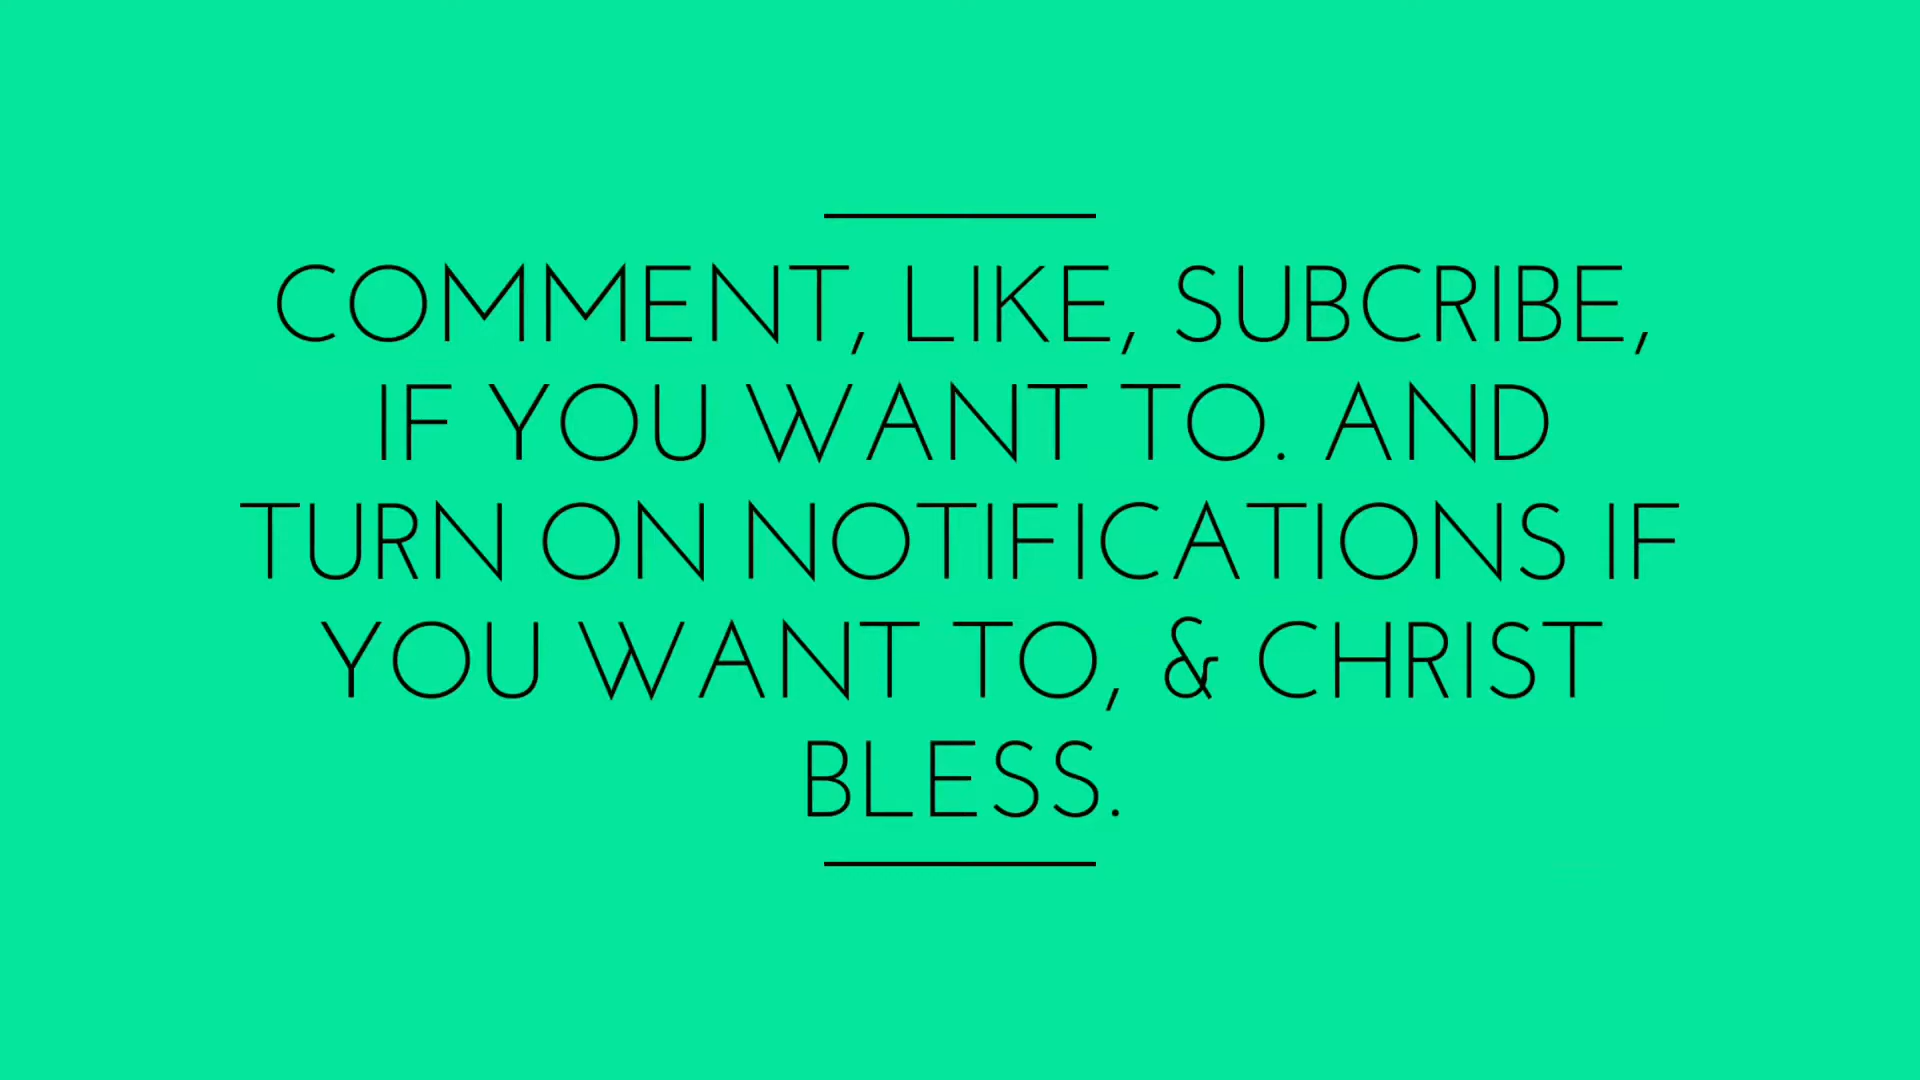 COMMENT, LIKE, SUBCRIBE,
IF YOU WANT TO. AND
TURN ON NOTIFICATIONS IF
YOU WANT TO, & CHRIST
BLESS.